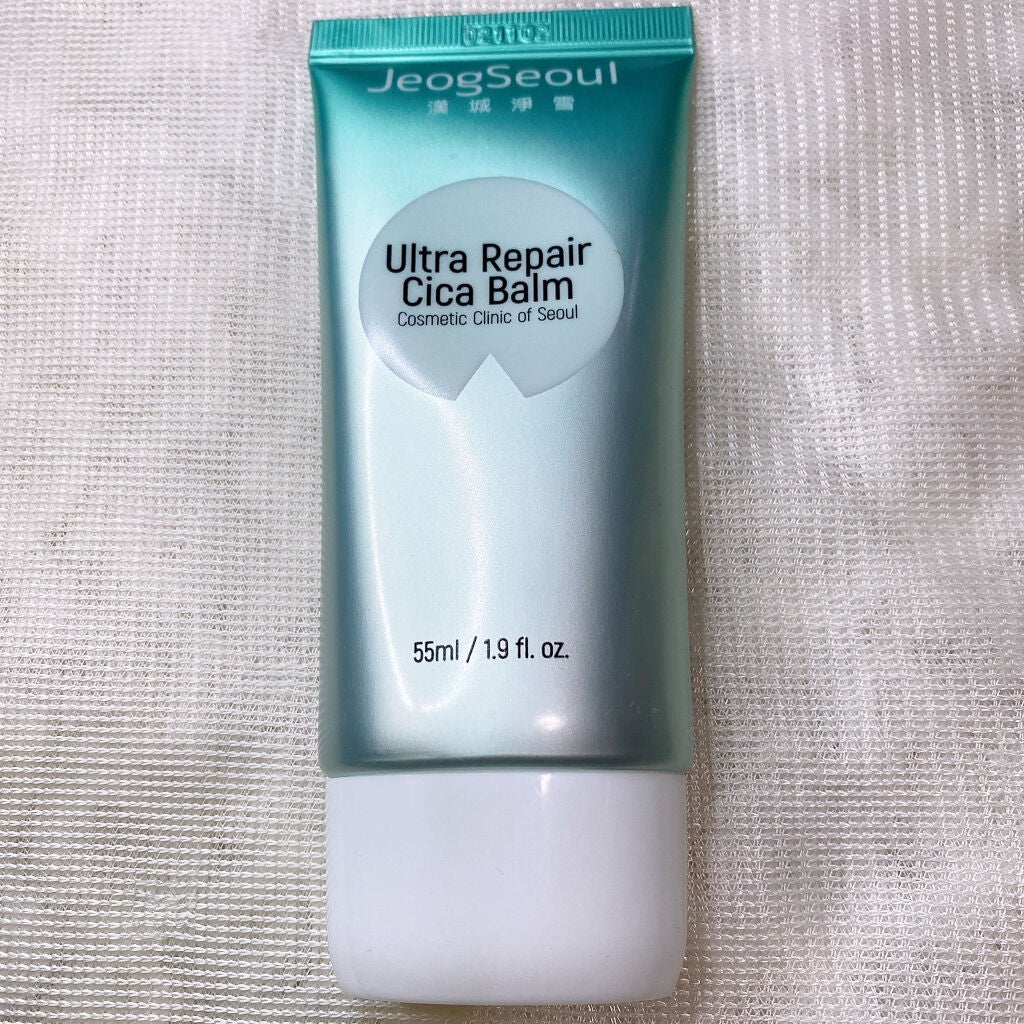 JeogSeoul
漢城淨雪
Ultra Repair
Cica Balm
Cosmetic Clinic of Seoul
55ml / 1.9 fl. oz.